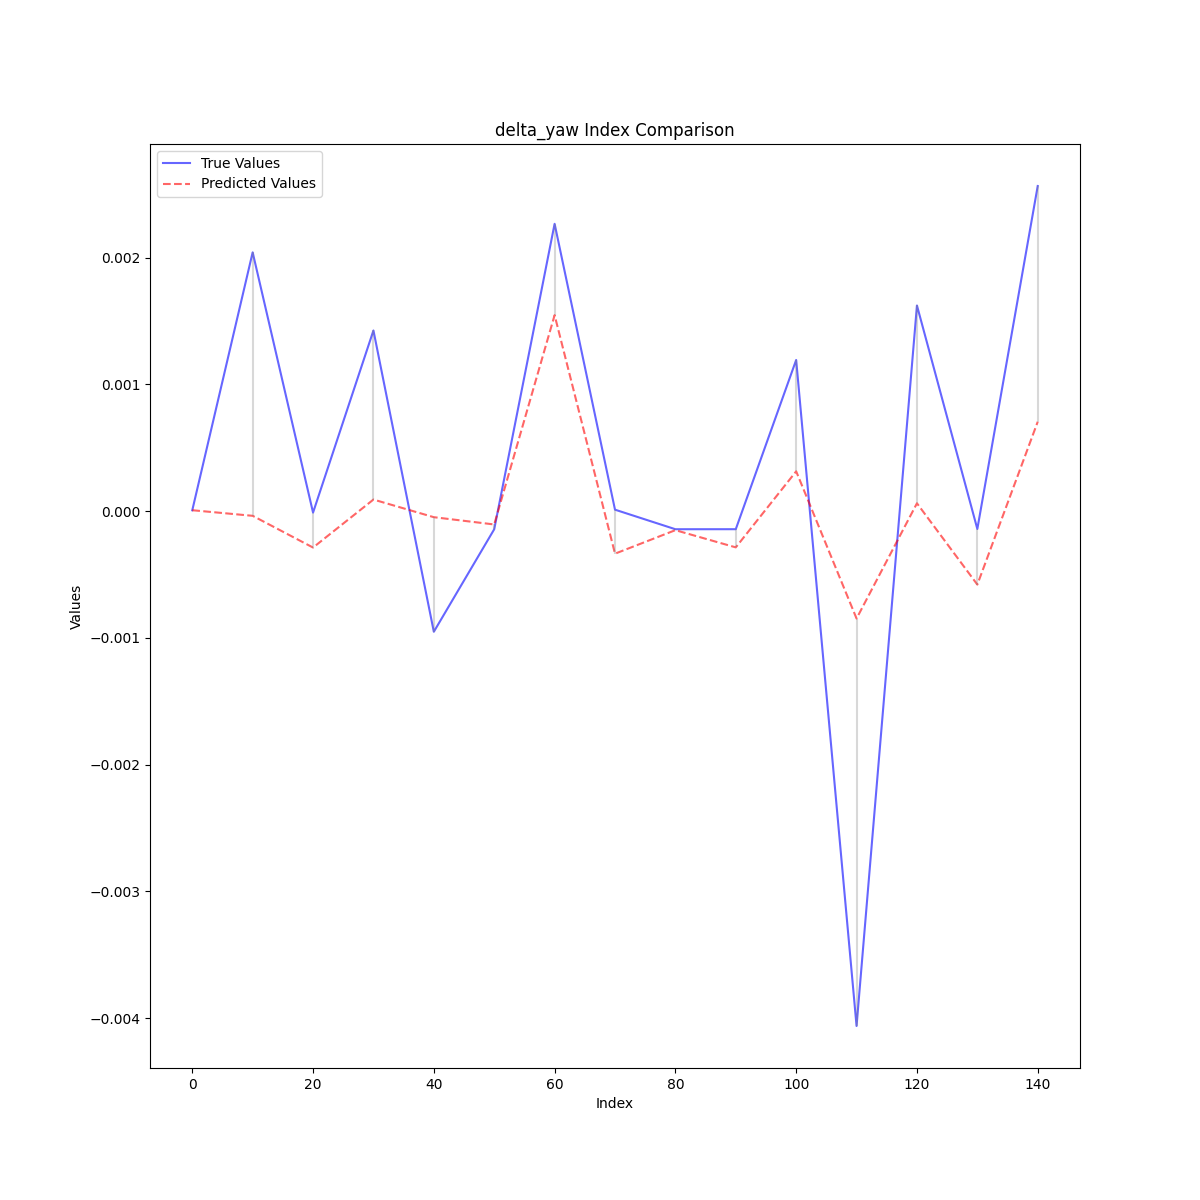 delta_yaw Index Comparison
True Values
Predicted Values
0.002
0.001
0.000
−0.001
−0.002
−0.003
−0.004
Values
0 20 40 60 80 100 120 140
Index